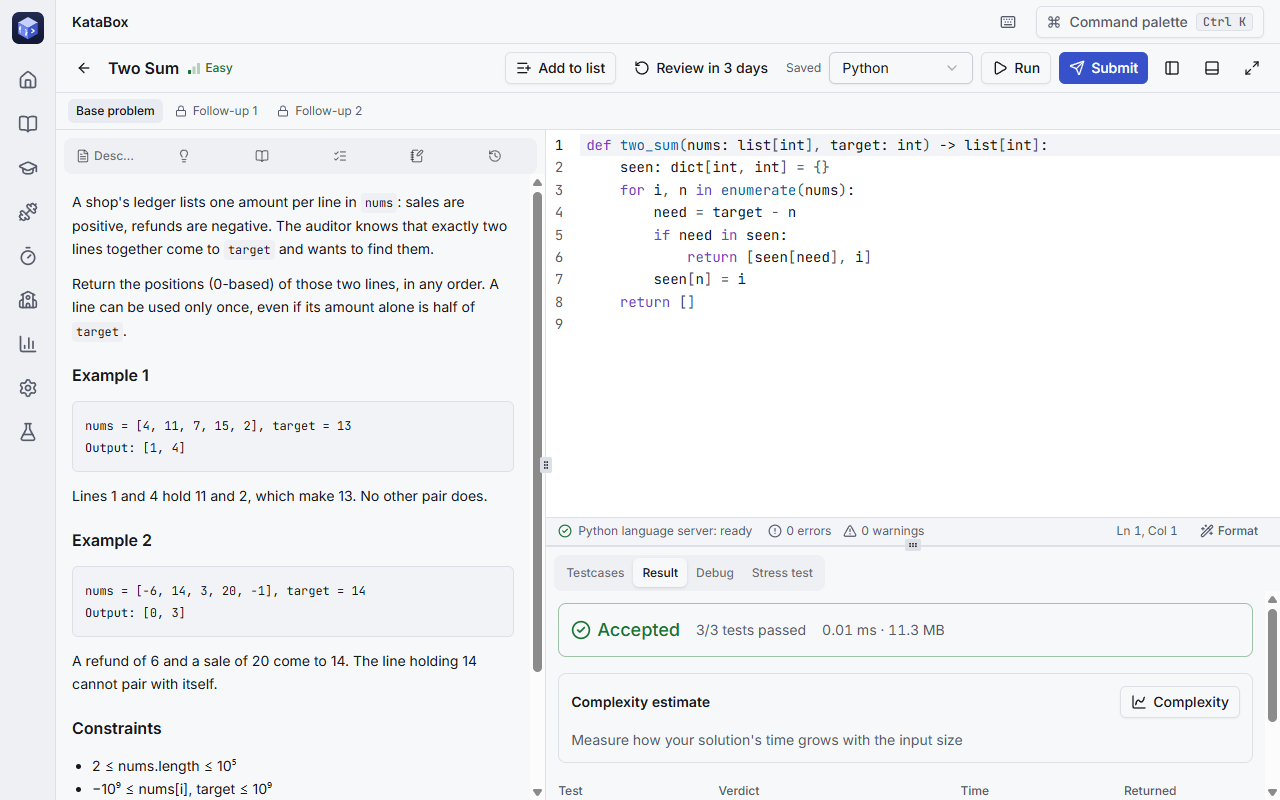 KataBox
Command palette Ctrl K
Two Sum Easy
Add to list
Review in 3 days
Saved
Python
Run
Submit
Base problem
Follow-up 1
Follow-up 2
Desc...
A shop's ledger lists one amount per line in nums: sales are
positive, refunds are negative. The auditor knows that exactly two
lines together come to target and wants to find them.
Return the positions (0-based) of those two lines, in any order. A
line can be used only once, even if its amount alone is half of
target.
Example 1
nums = [4, 11, 7, 15, 2], target = 13
Output: [1, 4]
Lines 1 and 4 hold 11 and 2, which make 13. No other pair does.
Example 2
nums = [-6, 14, 3, 20, -1], target = 14
Output: [0, 3]
A refund of 6 and a sale of 20 come to 14. The line holding 14
cannot pair with itself.
Constraints
• 2 ≤ nums.length ≤ 10⁵
• −10⁹ ≤ nums[i], target ≤ 10⁹
1 def two_sum(nums: list[int], target: int) -> list[int]:
2     seen: dict[int, int] = {}
3     for i, n in enumerate(nums):
4         need = target - n
5         if need in seen:
6             return [seen[need], i]
7         seen[n] = i
8     return []
9
Python language server: ready
0 errors
0 warnings
Ln 1, Col 1
Format
Testcases
Result
Debug
Stress test
Accepted 3/3 tests passed 0.01 ms · 11.3 MB
Complexity estimate
Complexity
Measure how your solution's time grows with the input size
Test Verdict Time Returned